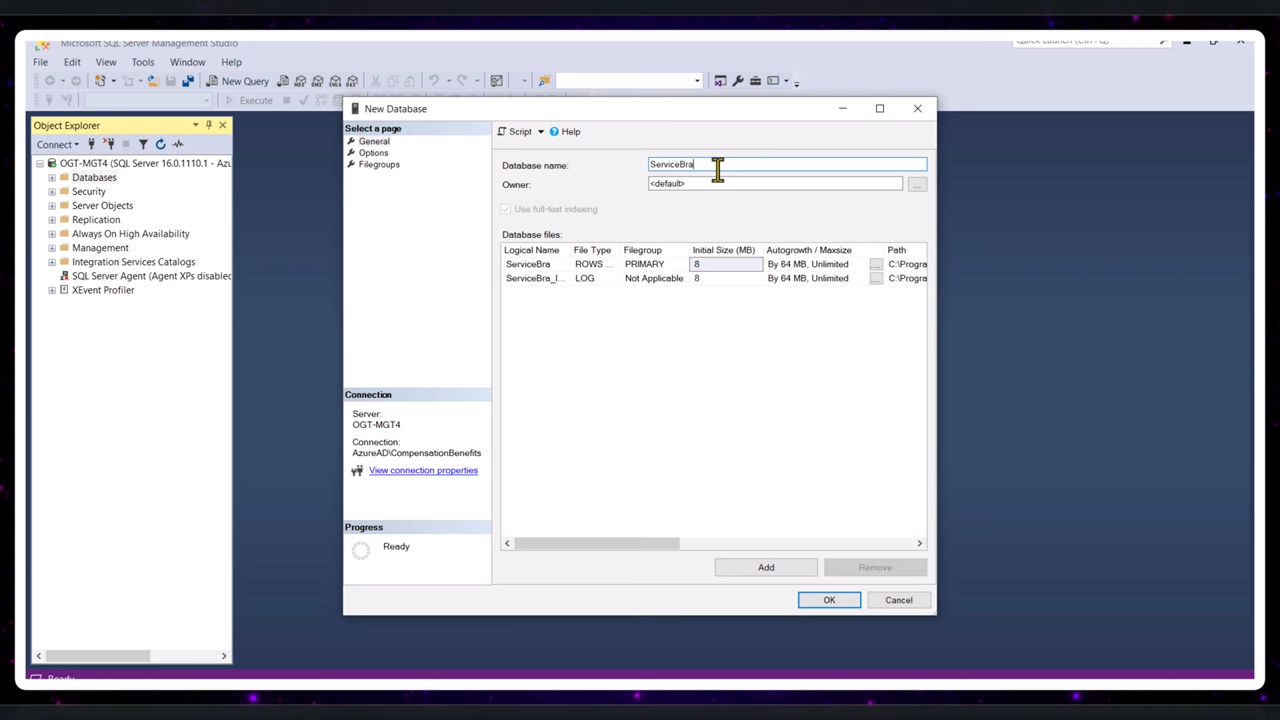 Microsoft SQL Server Management Studio
Quick Launch (Ctrl+Q)
File Edit View Tools Window Help
New Query
Execute
Object Explorer
Connect
OGT-MGT4 (SQL Server 16.0.1110.1 - Azu
Databases
Security
Server Objects
Replication
Always On High Availability
Management
Integration Services Catalogs
SQL Server Agent (Agent XPs disabled
XEvent Profiler
New Database
Select a page
General
Options
Filegroups
Connection
Server:
OGT-MGT4
Connection:
AzureAD\CompensationBenefits
View connection properties
Progress
Ready
Script Help
Database name: ServiceBra
Owner: <default> ...
Use full-text indexing
Database files:
Logical Name File Type Filegroup Initial Size (MB) Autogrowth / Maxsize Path
ServiceBra ROWS ... PRIMARY 8 By 64 MB, Unlimited ... C:\Progra
ServiceBra_l... LOG Not Applicable 8 By 64 MB, Unlimited ... C:\Progra
Add Remove
OK Cancel
Ready